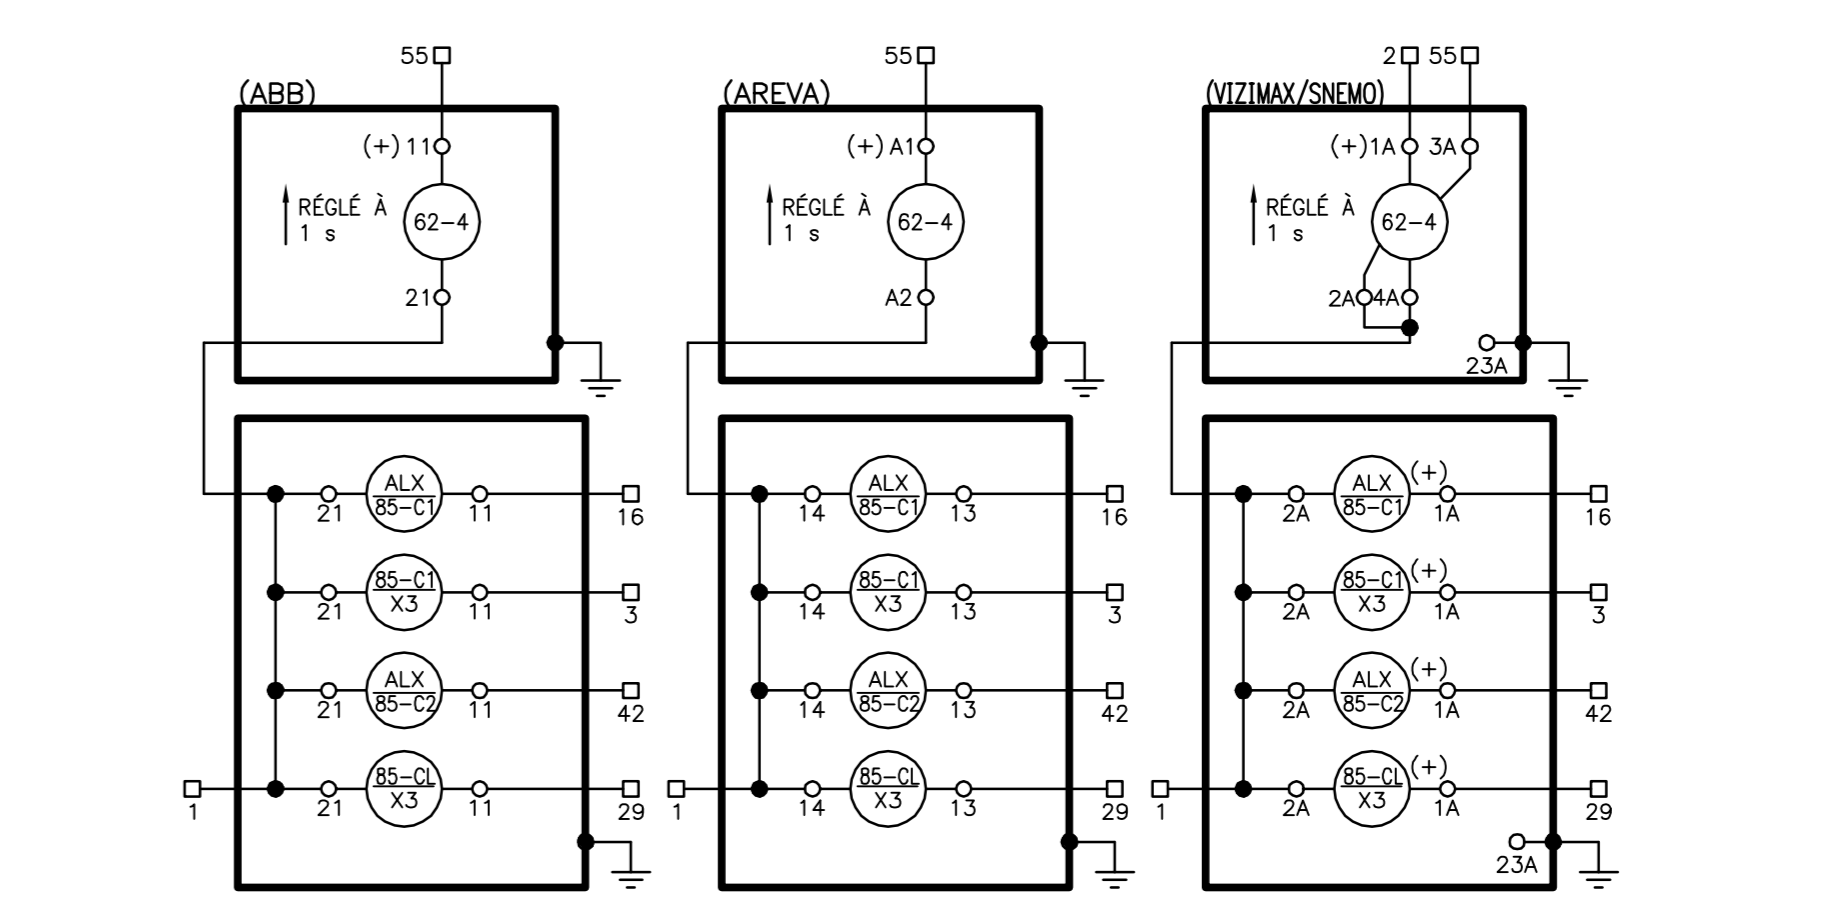 55
(ABB)
(+) 11
RÉGLÉ À
1 s
62-4
21
ALX
85-C1
21
11
16
85-C1
X3
21
11
3
ALX
85-C2
21
11
42
85-CL
X3
1
21
11
29
55
(AREVA)
(+) A1
RÉGLÉ À
1 s
62-4
A2
ALX
85-C1
14
13
16
85-C1
X3
14
13
3
ALX
85-C2
14
13
42
85-CL
X3
1
14
13
29
2
55
(VIZIMAX/SNEMO)
(+)1A
3A
RÉGLÉ À
1 s
62-4
2A
4A
23A
ALX
85-C1
(+)
2A
1A
16
85-C1
X3
(+)
2A
1A
3
ALX
85-C2
(+)
2A
1A
42
85-CL
X3
(+)
1
2A
1A
29
23A